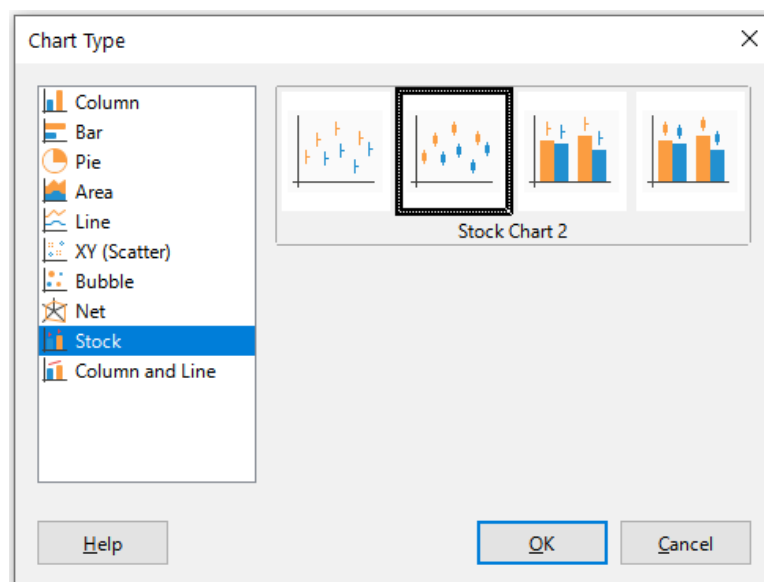 Chart Type
Column
Bar
Pie
Area
Line
XY (Scatter)
Bubble
Net
Stock
Column and Line
Stock Chart 2
Help
OK
Cancel